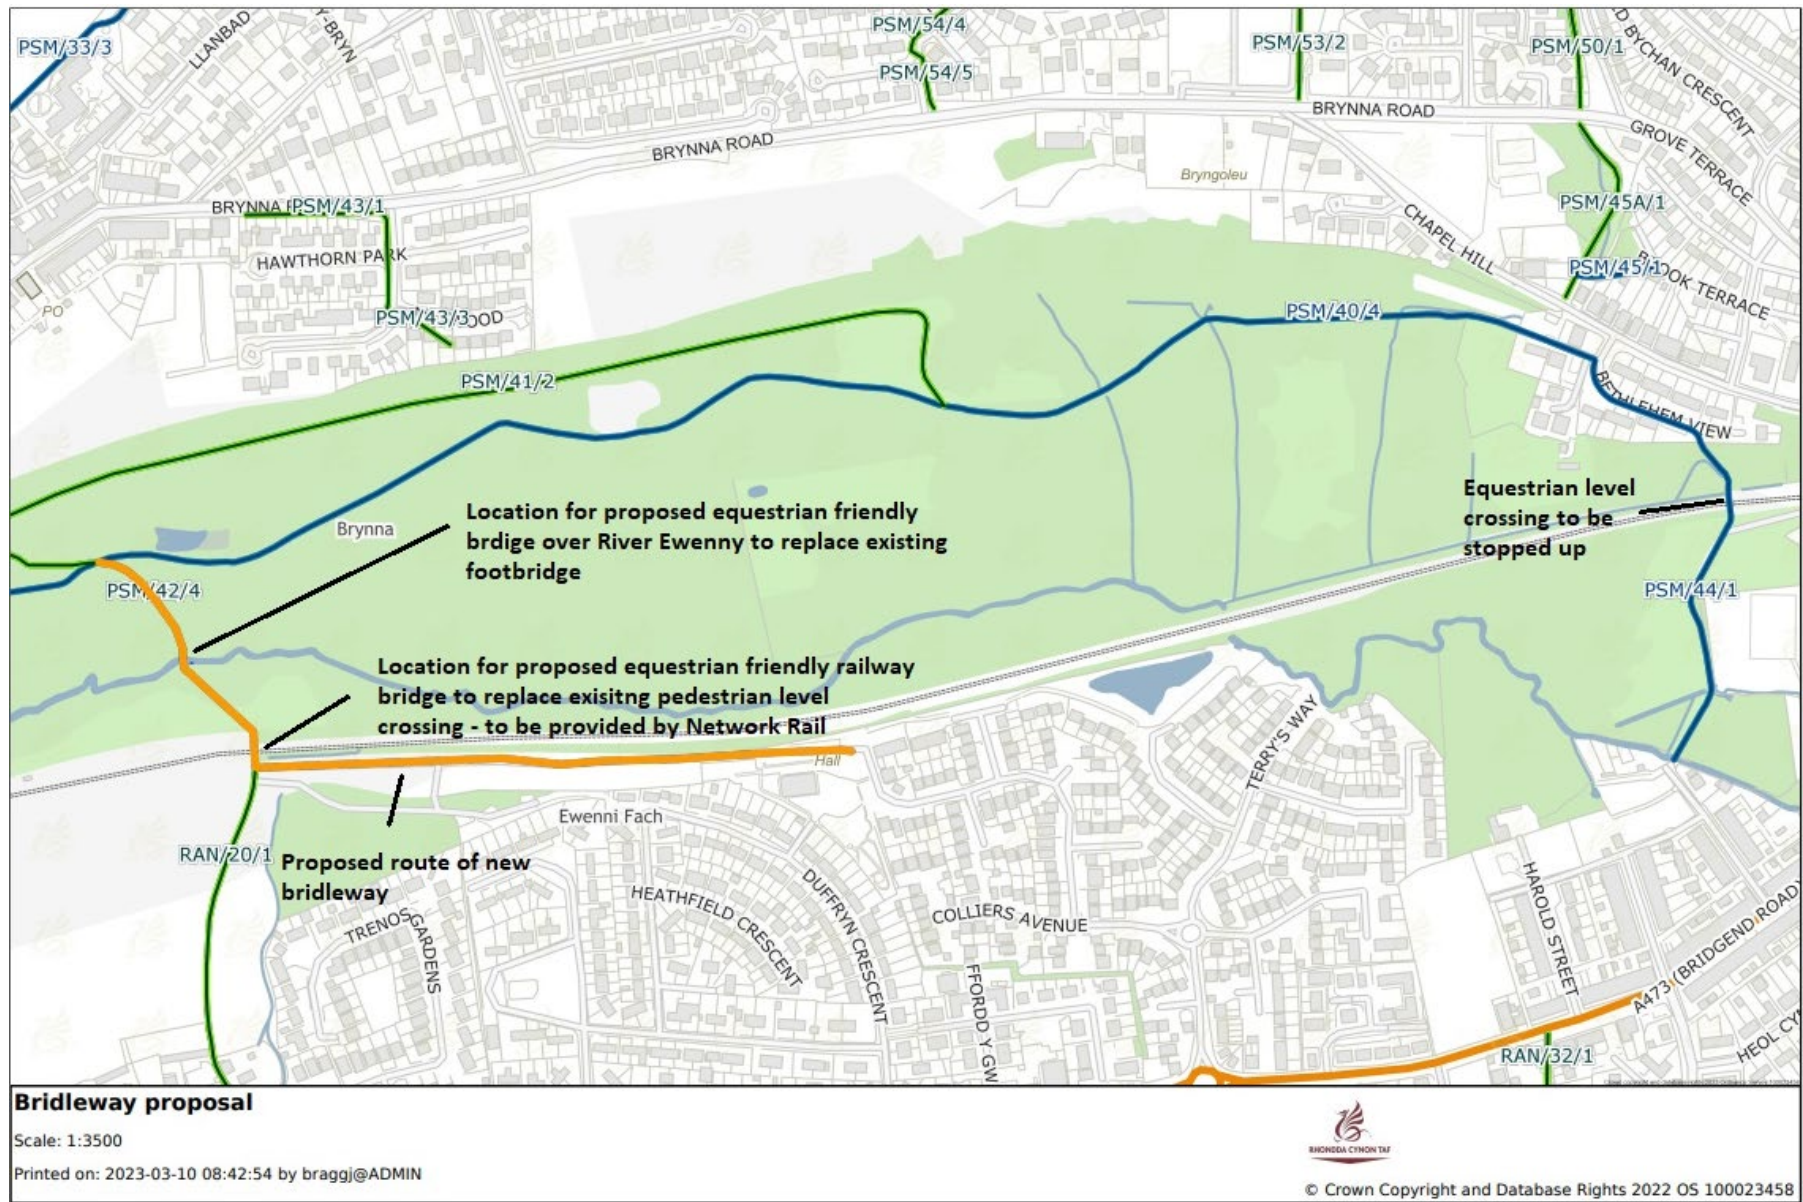 PSM/33/3
LLANBAD
Y-BRYN
PSM/54/4
PSM/54/5
PSM/53/2
PSM/50/1
D BYCHAN CRESCENT
BRYNNA ROAD
BRYNNA ROAD
GROVE TERRACE
Bryngoleu
PSM/45A/1
BRYNNA
PSM/43/1
HAWTHORN PARK
CHAPEL HILL
PSM/45/1
OOK TERRACE
PO
PSM/43/3
OOD
PSM/40/4
PSM/41/2
BETHLEHEM VIEW
Equestrian level
crossing to be
stopped up
Location for proposed equestrian friendly
brdige over River Ewenny to replace existing
footbridge
Brynna
PSM/42/4
PSM/44/1
Location for proposed equestrian friendly railway
bridge to replace exisitng pedestrian level
crossing - to be provided by Network Rail
TERRY'S WAY
Hall
Ewenni Fach
RAN/20/1
Proposed route of new
bridleway
HEATHFIELD CRESCENT
DUFFRYN CRESCENT
COLLIERS AVENUE
HAROLD STREET
TRENOS GARDENS
FFORDD Y GW
A473 (BRIDGEND ROAD)
RAN/32/1
HEOL CY
Bridleway proposal
Scale: 1:3500
Printed on: 2023-03-10 08:42:54 by braggj@ADMIN
RHONDDA CYNON TAF
© Crown Copyright and Database Rights 2022 OS 100023458